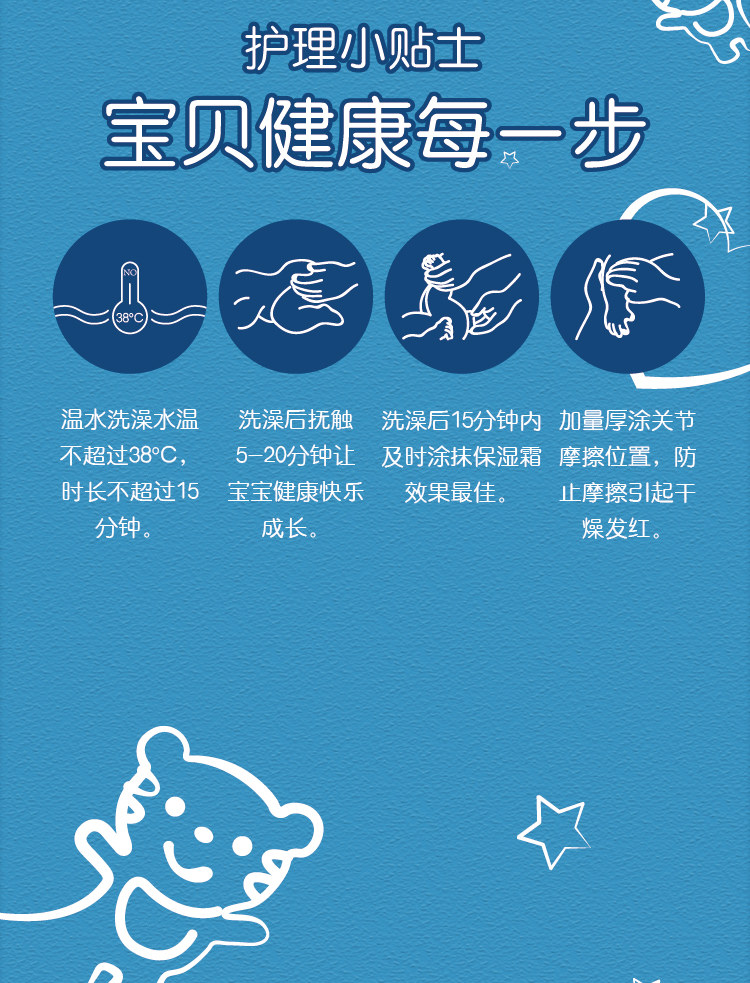 护理小贴士
宝贝健康每一步
NO
38℃
温水洗澡水温
不超过38℃，
时长不超过15
分钟。
洗澡后抚触
5-20分钟让
宝宝健康快乐
成长。
洗澡后15分钟内
及时涂抹保湿霜
效果最佳。
加量厚涂关节
摩擦位置，防
止摩擦引起干
燥发红。